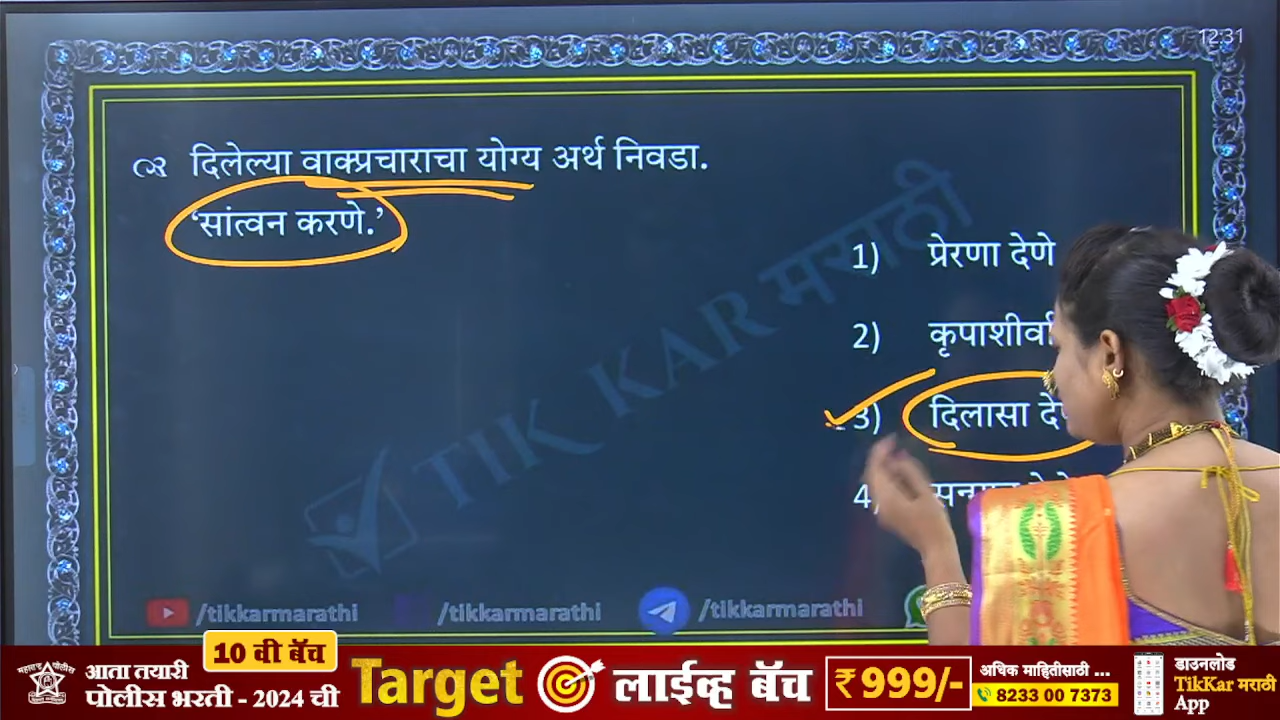 12:31
दिलेल्या वाक्प्रचाराचा योग्य अर्थ निवडा.
‘सांत्वन करणे.’
1) प्रेरणा देणे
2)
3) दिलासा
4)
TIK KAR मराठी
/tikkarmarathi /tikkarmarathi /tikkarmarathi
10 वी बॅच
महाराष्ट्र पोलीस
आता तयारी
पोलीस भरती - 2024 ची
Target लाईव्ह बॅच
₹999/-
अधिक माहितीसाठी ...
8233 00 7373
डाउनलोड
TikKar मराठी
App